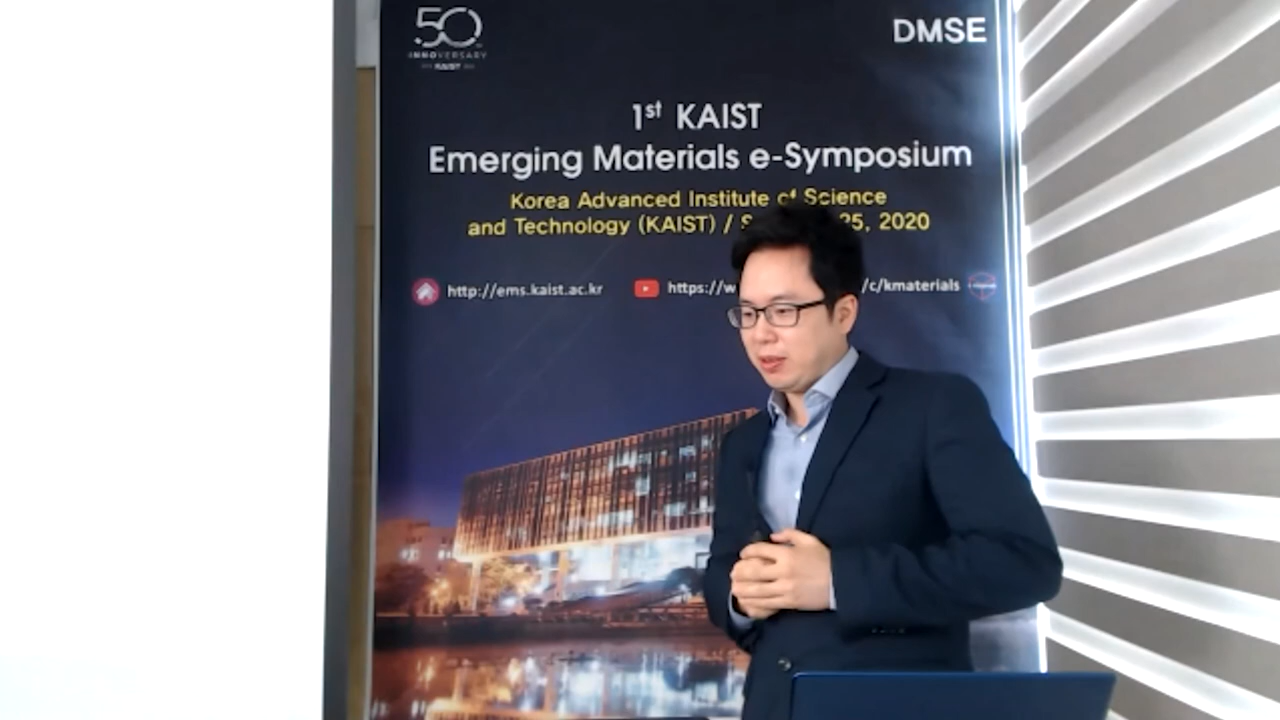 50
INNOVERSARY
KAIST
DMSE
1st KAIST
Emerging Materials e-Symposium
Korea Advanced Institute of Science
and Technology (KAIST) / S 25, 2020
http://ems.kaist.ac.kr
https://w /c/kmaterials